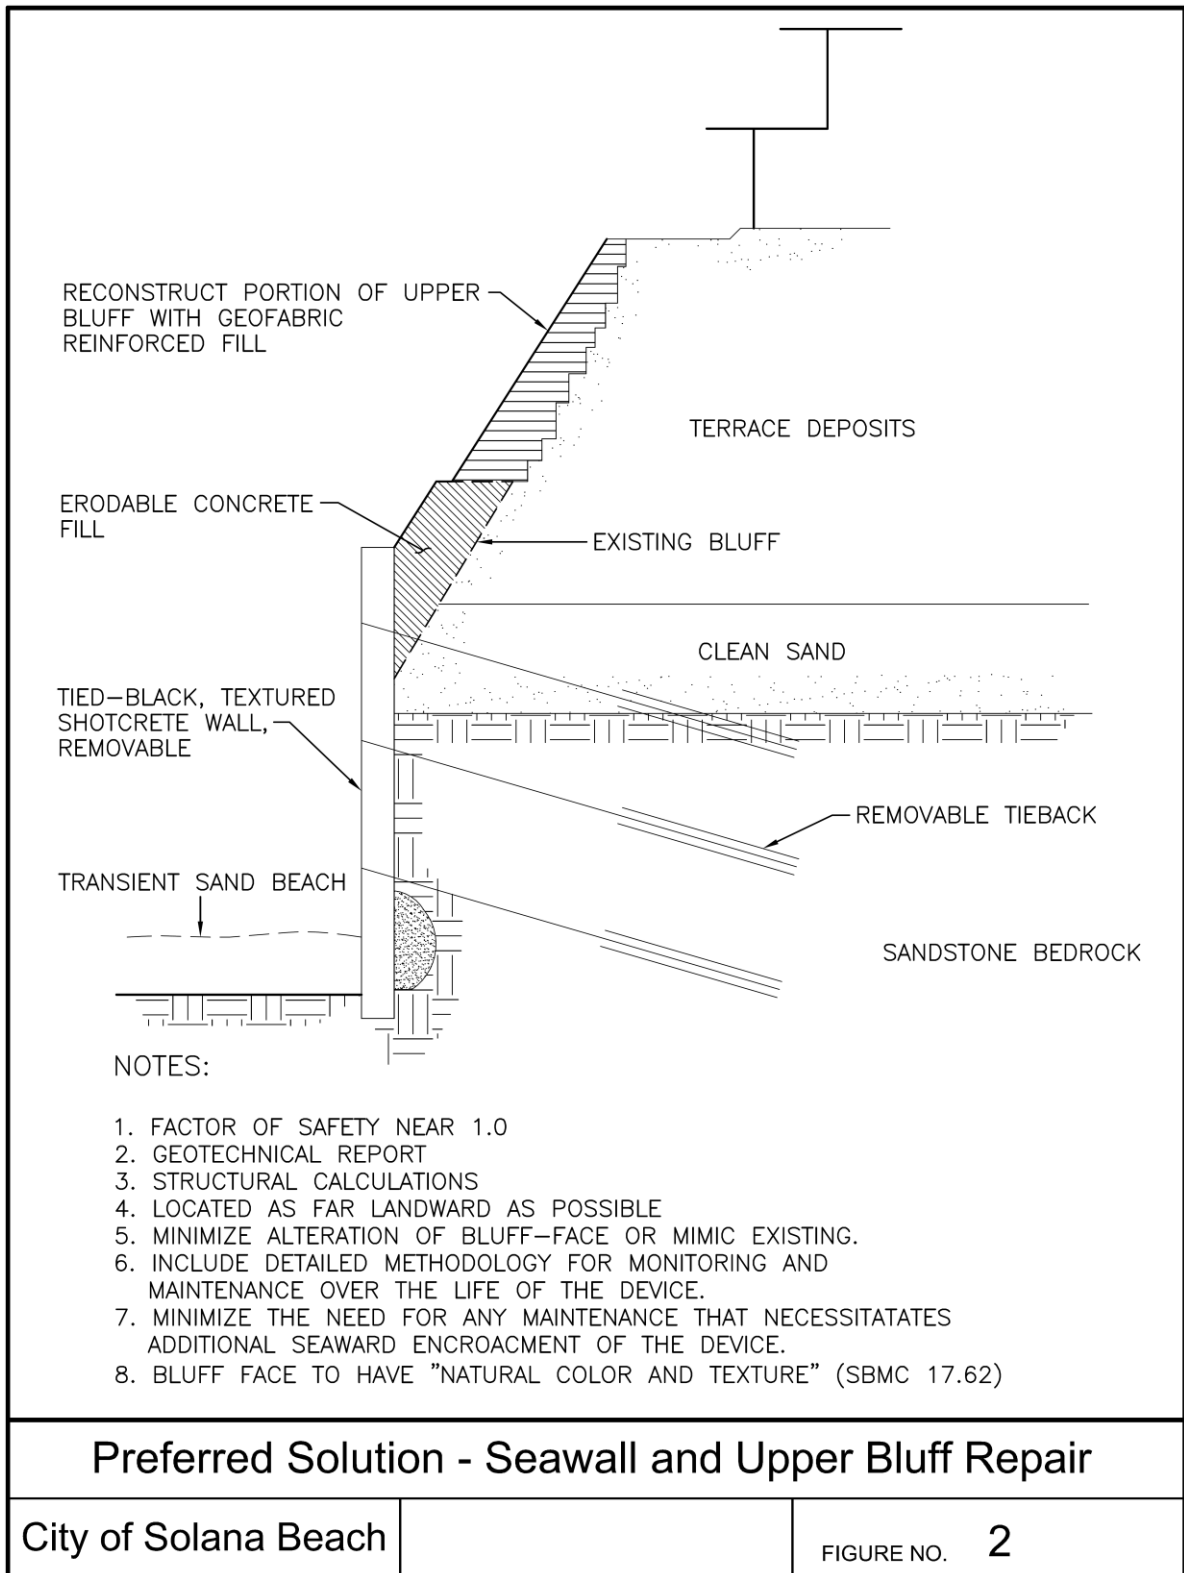 RECONSTRUCT PORTION OF UPPER
BLUFF WITH GEOFABRIC
REINFORCED FILL
TERRACE DEPOSITS
ERODABLE CONCRETE
FILL
EXISTING BLUFF
CLEAN SAND
TIED-BLACK, TEXTURED
SHOTCRETE WALL,
REMOVABLE
REMOVABLE TIEBACK
TRANSIENT SAND BEACH
SANDSTONE BEDROCK
NOTES:
1. FACTOR OF SAFETY NEAR 1.0
2. GEOTECHNICAL REPORT
3. STRUCTURAL CALCULATIONS
4. LOCATED AS FAR LANDWARD AS POSSIBLE
5. MINIMIZE ALTERATION OF BLUFF-FACE OR MIMIC EXISTING.
6. INCLUDE DETAILED METHODOLOGY FOR MONITORING AND
MAINTENANCE OVER THE LIFE OF THE DEVICE.
7. MINIMIZE THE NEED FOR ANY MAINTENANCE THAT NECESSITATATES
ADDITIONAL SEAWARD ENCROACMENT OF THE DEVICE.
8. BLUFF FACE TO HAVE "NATURAL COLOR AND TEXTURE" (SBMC 17.62)
Preferred Solution - Seawall and Upper Bluff Repair
City of Solana Beach
FIGURE NO. 2